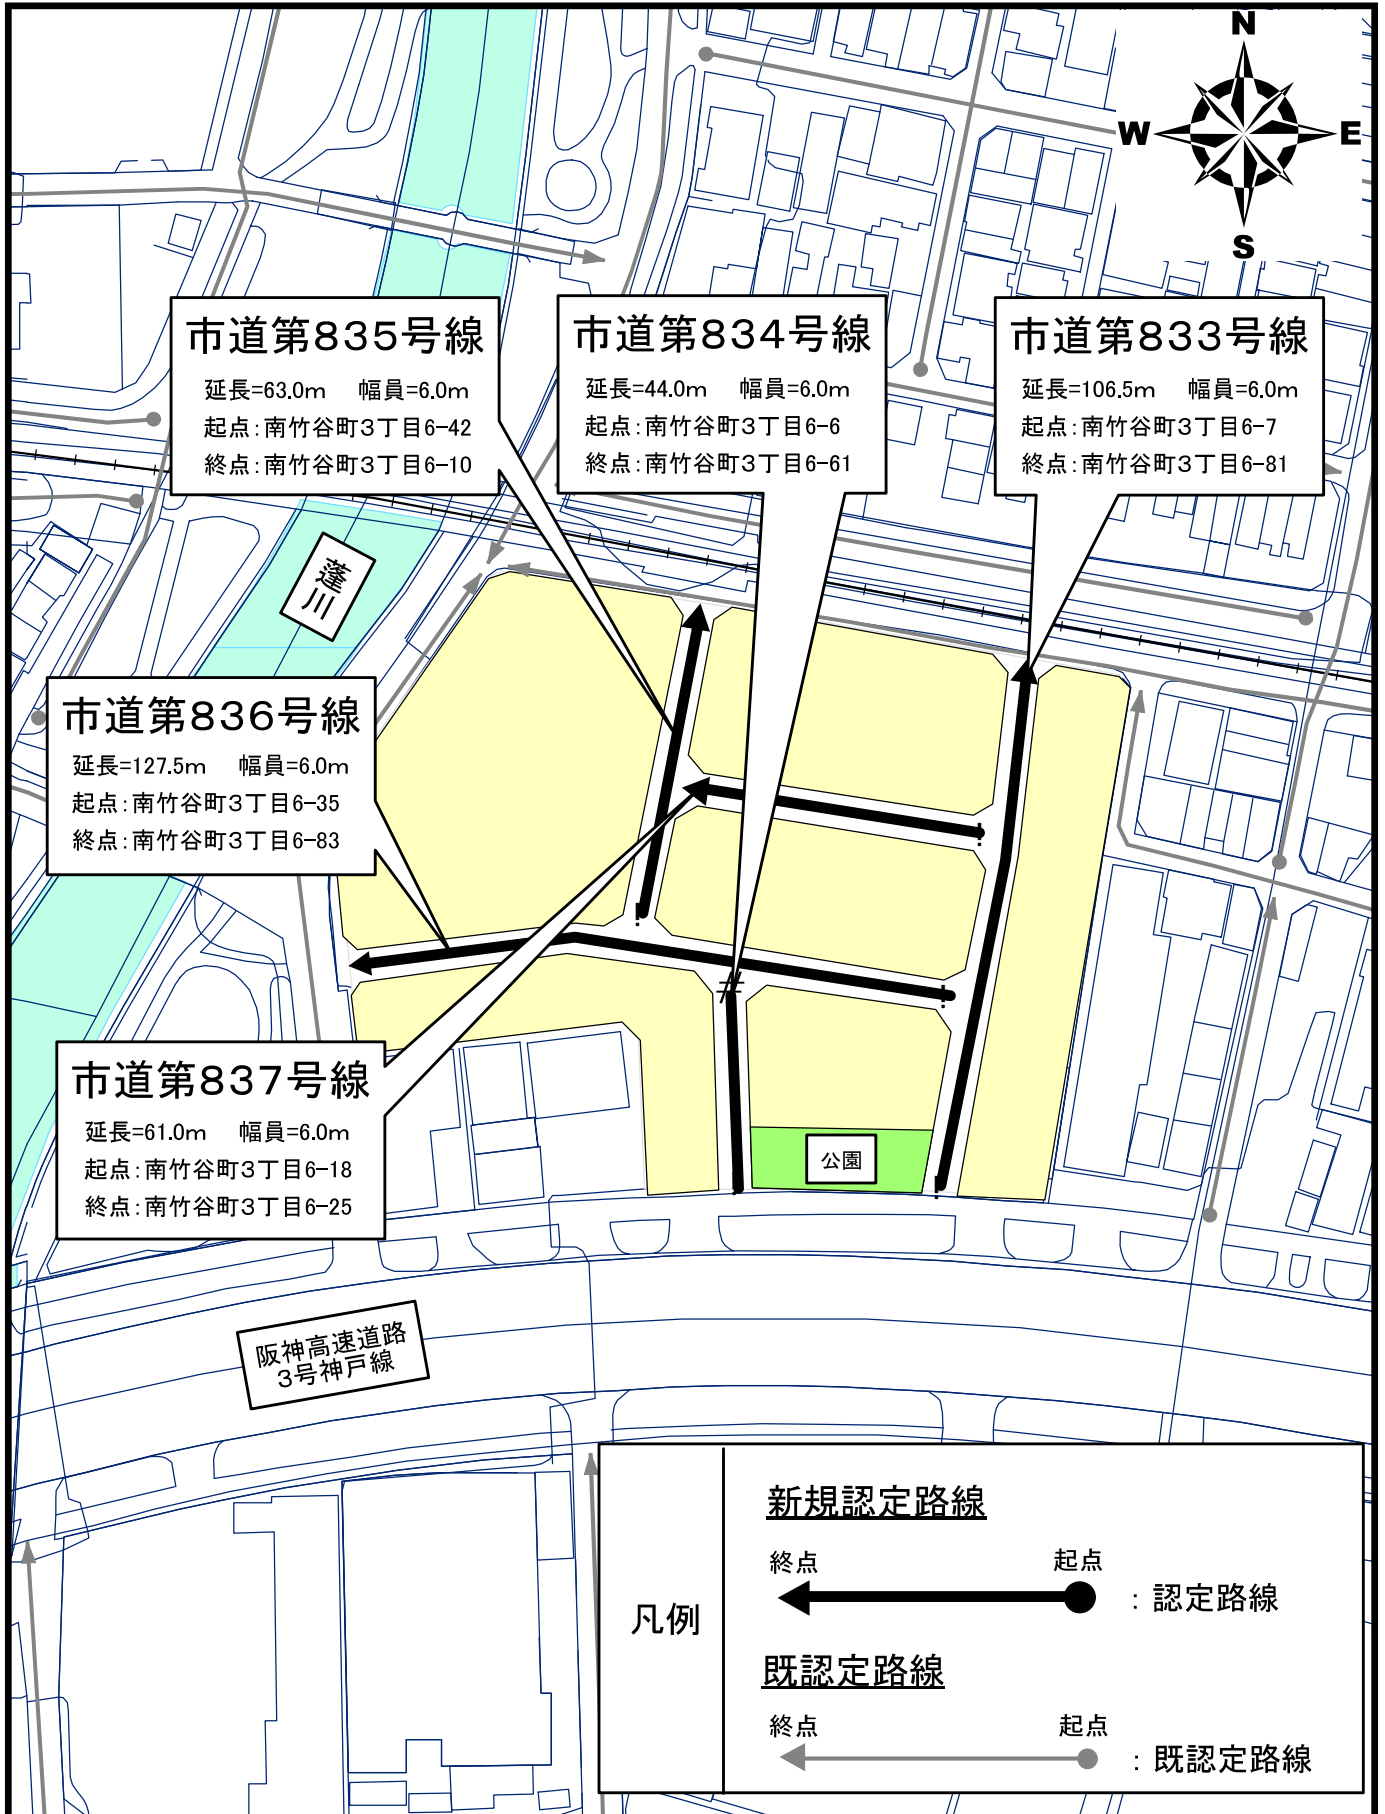 N
W
E
S
市道第835号線
延長=63.0m 幅員=6.0m
起点:南竹谷町3丁目6-42
終点:南竹谷町3丁目6-10
市道第834号線
延長=44.0m 幅員=6.0m
起点:南竹谷町3丁目6-6
終点:南竹谷町3丁目6-61
市道第833号線
延長=106.5m 幅員=6.0m
起点:南竹谷町3丁目6-7
終点:南竹谷町3丁目6-81
蓬川
市道第836号線
延長=127.5m 幅員=6.0m
起点:南竹谷町3丁目6-35
終点:南竹谷町3丁目6-83
市道第837号線
延長=61.0m 幅員=6.0m
起点:南竹谷町3丁目6-18
終点:南竹谷町3丁目6-25
公園
阪神高速道路
3号神戸線
凡例
新規認定路線
終点 起点
:認定路線
既認定路線
終点 起点
:既認定路線